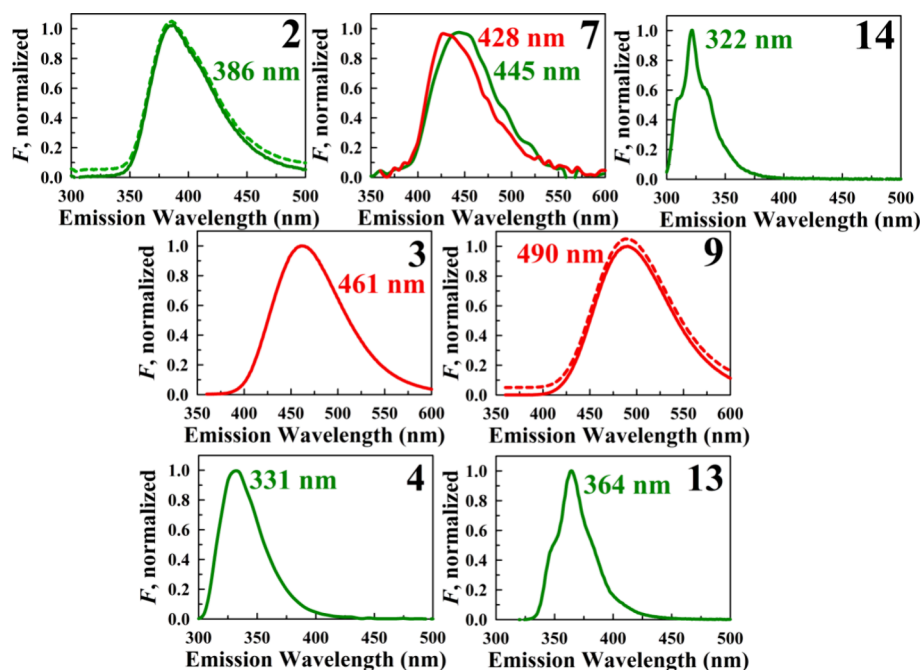 2
386 nm
F, normalized
1.0
0.8
0.6
0.4
0.2
0.0
300 350 400 450 500
Emission Wavelength (nm)
7
428 nm
445 nm
F, normalized
1.0
0.8
0.6
0.4
0.2
0.0
350 400 450 500 550 600
Emission Wavelength (nm)
14
322 nm
F, normalized
1.0
0.8
0.6
0.4
0.2
0.0
300 350 400 450 500
Emission Wavelength (nm)
3
461 nm
F, normalized
1.0
0.8
0.6
0.4
0.2
0.0
350 400 450 500 550 600
Emission Wavelength (nm)
9
490 nm
F, normalized
1.0
0.8
0.6
0.4
0.2
0.0
350 400 450 500 550 600
Emission Wavelength (nm)
4
331 nm
F, normalized
1.0
0.8
0.6
0.4
0.2
0.0
300 350 400 450 500
Emission Wavelength (nm)
13
364 nm
F, normalized
1.0
0.8
0.6
0.4
0.2
0.0
300 350 400 450 500
Emission Wavelength (nm)